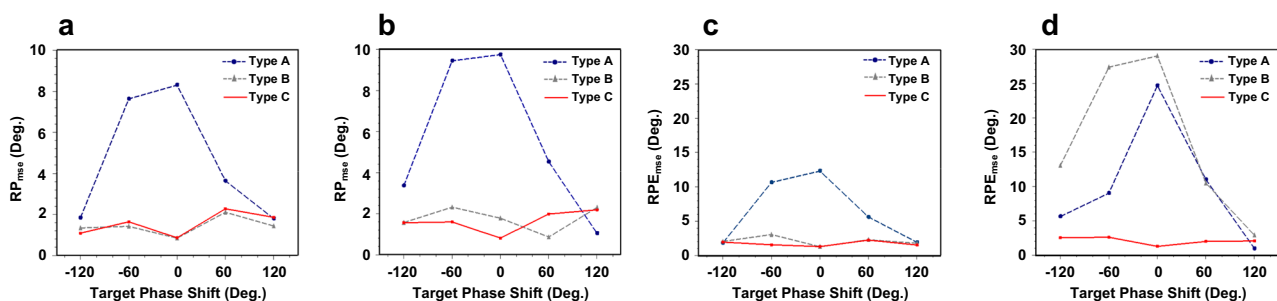 a
10
8
6
4
2
0
RPmse (Deg.)
-120 -60 0 60 120
Target Phase Shift (Deg.)
Type A
Type B
Type C
b
10
8
6
4
2
0
RPmse (Deg.)
-120 -60 0 60 120
Target Phase Shift (Deg.)
Type A
Type B
Type C
c
30
25
20
15
10
5
0
RPEmse (Deg.)
-120 -60 0 60 120
Target Phase Shift (Deg.)
Type A
Type B
Type C
d
30
25
20
15
10
5
0
RPEmse (Deg.)
-120 -60 0 60 120
Target Phase Shift (Deg.)
Type A
Type B
Type C